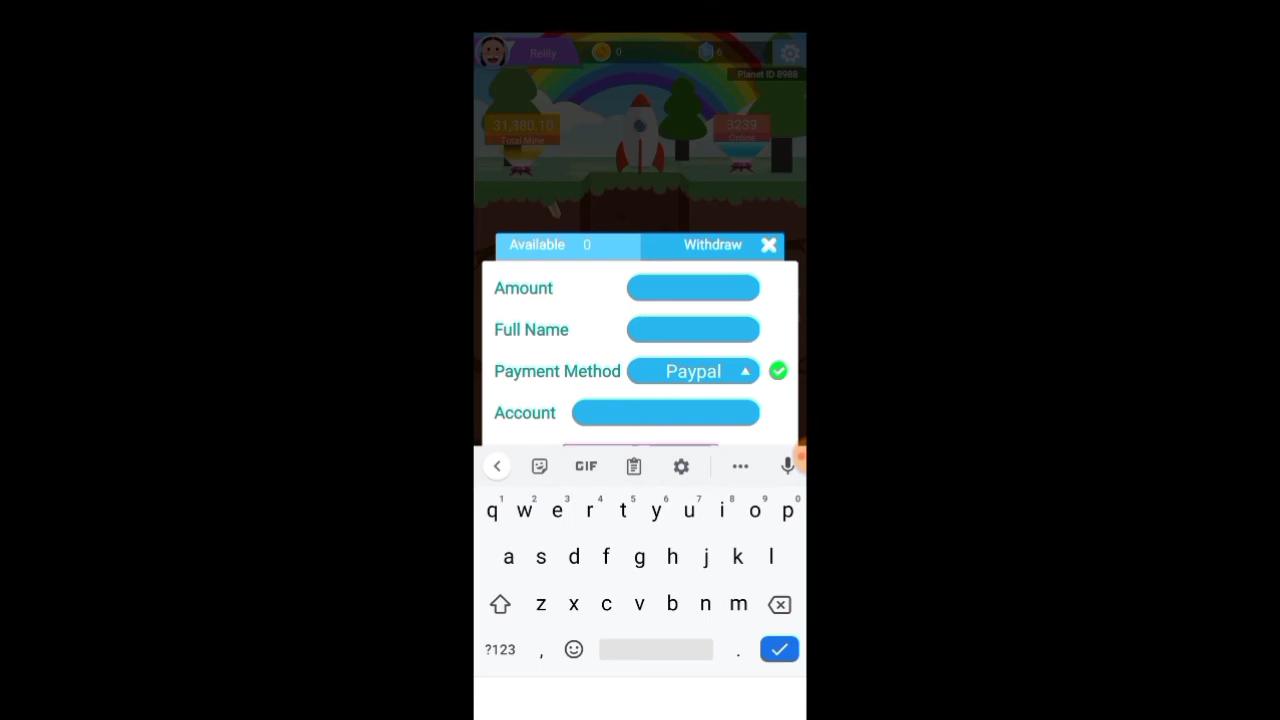 Reilly 0 6
Planet ID 8988
31,380.10 3239
Total Mine Online
Available 0 Withdraw
Amount
Full Name
Payment Method Paypal
Account
GIF
1 2 3 4 5 6 7 8 9 0
q w e r t y u i o p
a s d f g h j k l
z x c v b n m
?123 , .